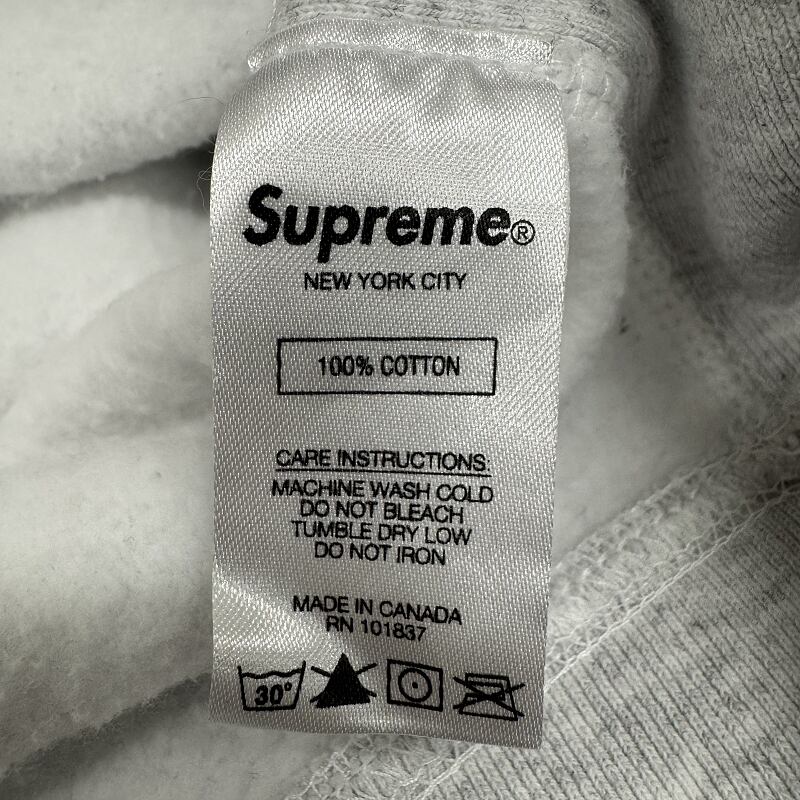 Supreme®
NEW YORK CITY
100% COTTON
CARE INSTRUCTIONS:
MACHINE WASH COLD
DO NOT BLEACH
TUMBLE DRY LOW
DO NOT IRON
MADE IN CANADA
RN 101837
30°